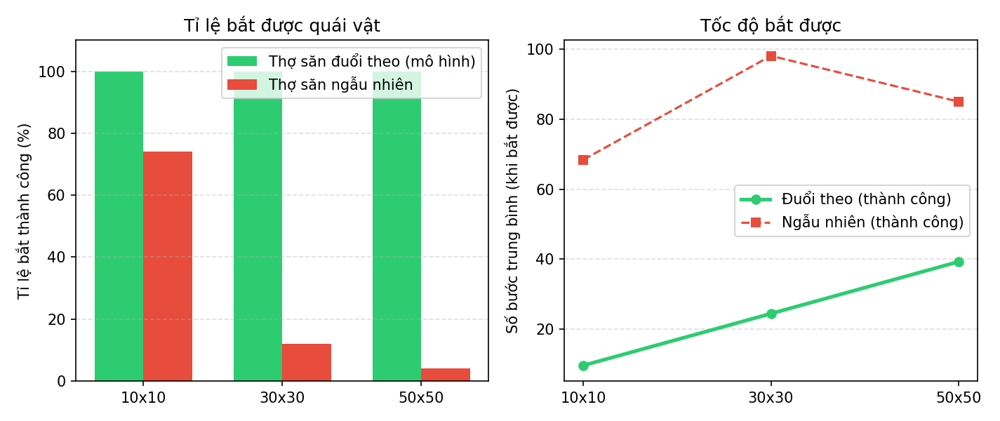 Tỉ lệ bắt được quái vật
Tỉ lệ bắt thành công (%)
100
80
60
40
20
0
Thợ săn đuổi theo (mô hình)
Thợ săn ngẫu nhiên
10x10
30x30
50x50
Tốc độ bắt được
Số bước trung bình (khi bắt được)
100
80
60
40
20
Đuổi theo (thành công)
Ngẫu nhiên (thành công)
10x10
30x30
50x50